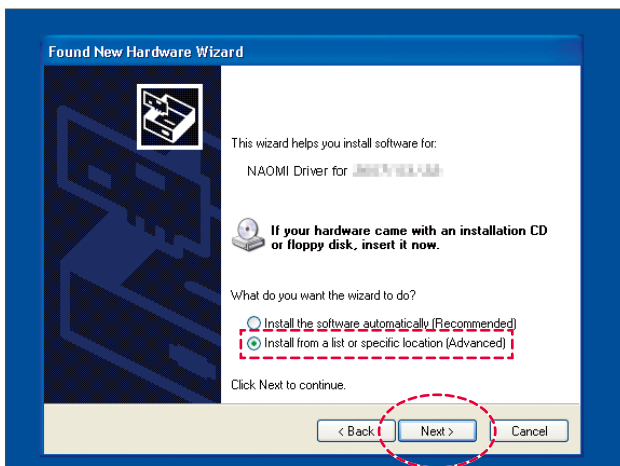 Found New Hardware Wizard
This wizard helps you install software for:
NAOMI Driver for
If your hardware came with an installation CD
or floppy disk, insert it now.
What do you want the wizard to do?
Install the software automatically (Recommended)
Install from a list or specific location (Advanced)
Click Next to continue.
< Back
Next >
Cancel